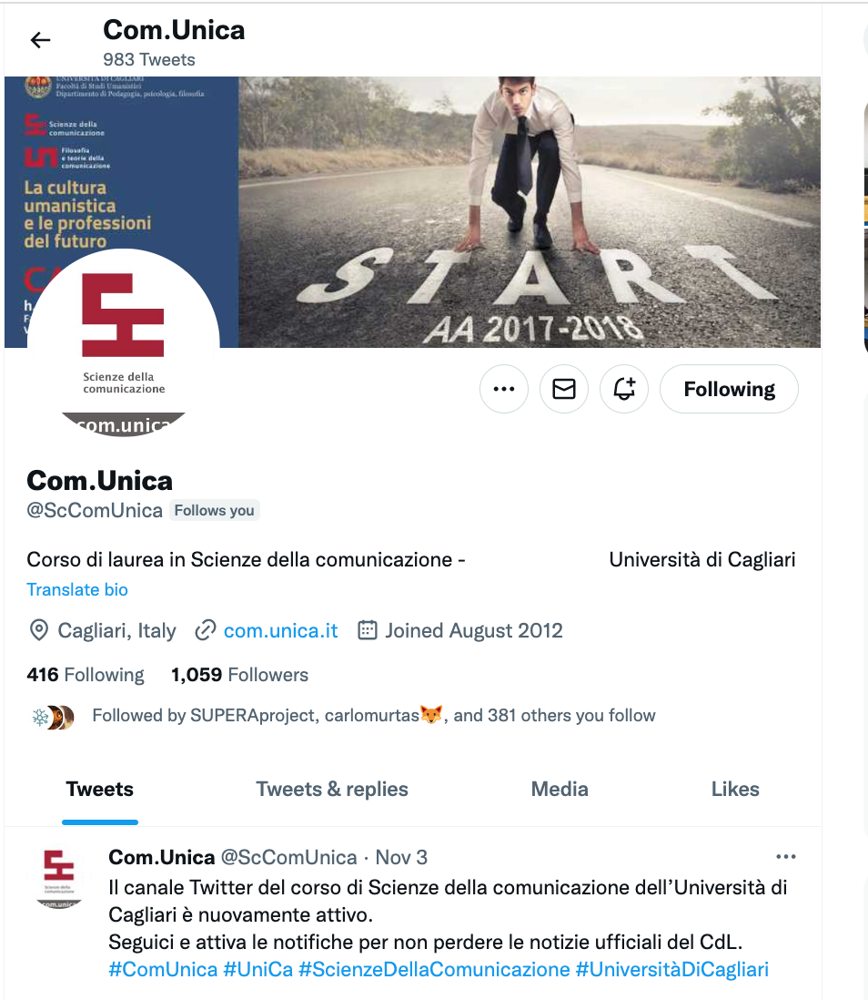 Com.Unica
983 Tweets
UNIVERSITÀ DI CAGLIARI
Facoltà di Studi Umanistici
Dipartimento di Pedagogia, psicologia, filosofia
Scienze della
comunicazione
Filosofia
e teorie della
comunicazione
La cultura
umanistica
e le professioni
del futuro
START
AA 2017-2018
Scienze della
comunicazione
com.unica
Following
Com.Unica
@ScComUnica Follows you
Corso di laurea in Scienze della comunicazione - Università di Cagliari
Translate bio
Cagliari, Italy com.unica.it Joined August 2012
416 Following 1,059 Followers
Followed by SUPERAproject, carlomurtas🦊, and 381 others you follow
Tweets Tweets & replies Media Likes
Com.Unica @ScComUnica · Nov 3
Il canale Twitter del corso di Scienze della comunicazione dell’Università di
Cagliari è nuovamente attivo.
Seguici e attiva le notifiche per non perdere le notizie ufficiali del CdL.
#ComUnica #UniCa #ScienzeDellaComunicazione #UniversitàDiCagliari
Scienze della
comunicazione
com.unica